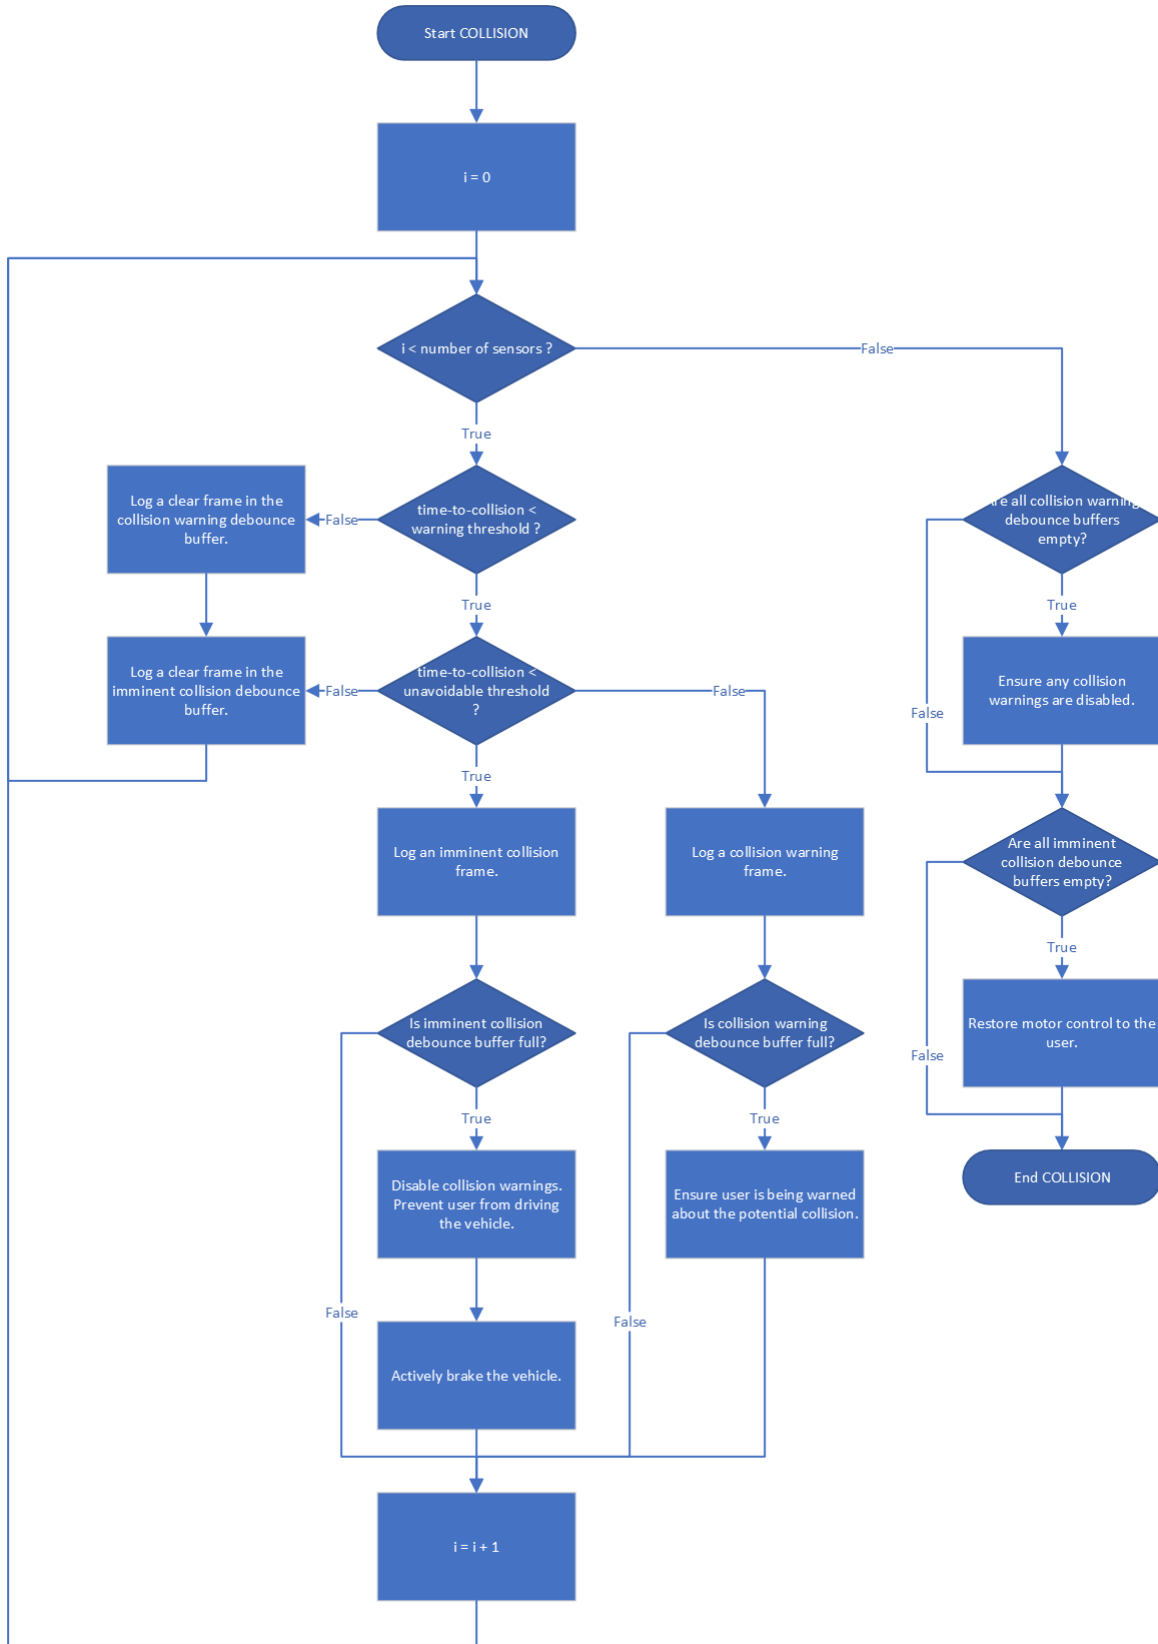 Start COLLISION
i = 0
i < number of sensors ?
False
True
Log a clear frame in the
collision warning debounce
buffer.
False
time-to-collision <
warning threshold ?
Are all collision warning
debounce buffers
empty?
True
True
Log a clear frame in the
imminent collision debounce
buffer.
False
time-to-collision <
unavoidable threshold
?
False
Ensure any collision
warnings are disabled.
False
True
Log an imminent collision
frame.
Log a collision warning
frame.
Are all imminent
collision debounce
buffers empty?
True
Is imminent collision
debounce buffer full?
Is collision warning
debounce buffer full?
Restore motor control to the
user.
False
True
True
Disable collision warnings.
Prevent user from driving
the vehicle.
Ensure user is being warned
about the potential collision.
End COLLISION
False
False
Actively brake the vehicle.
i = i + 1